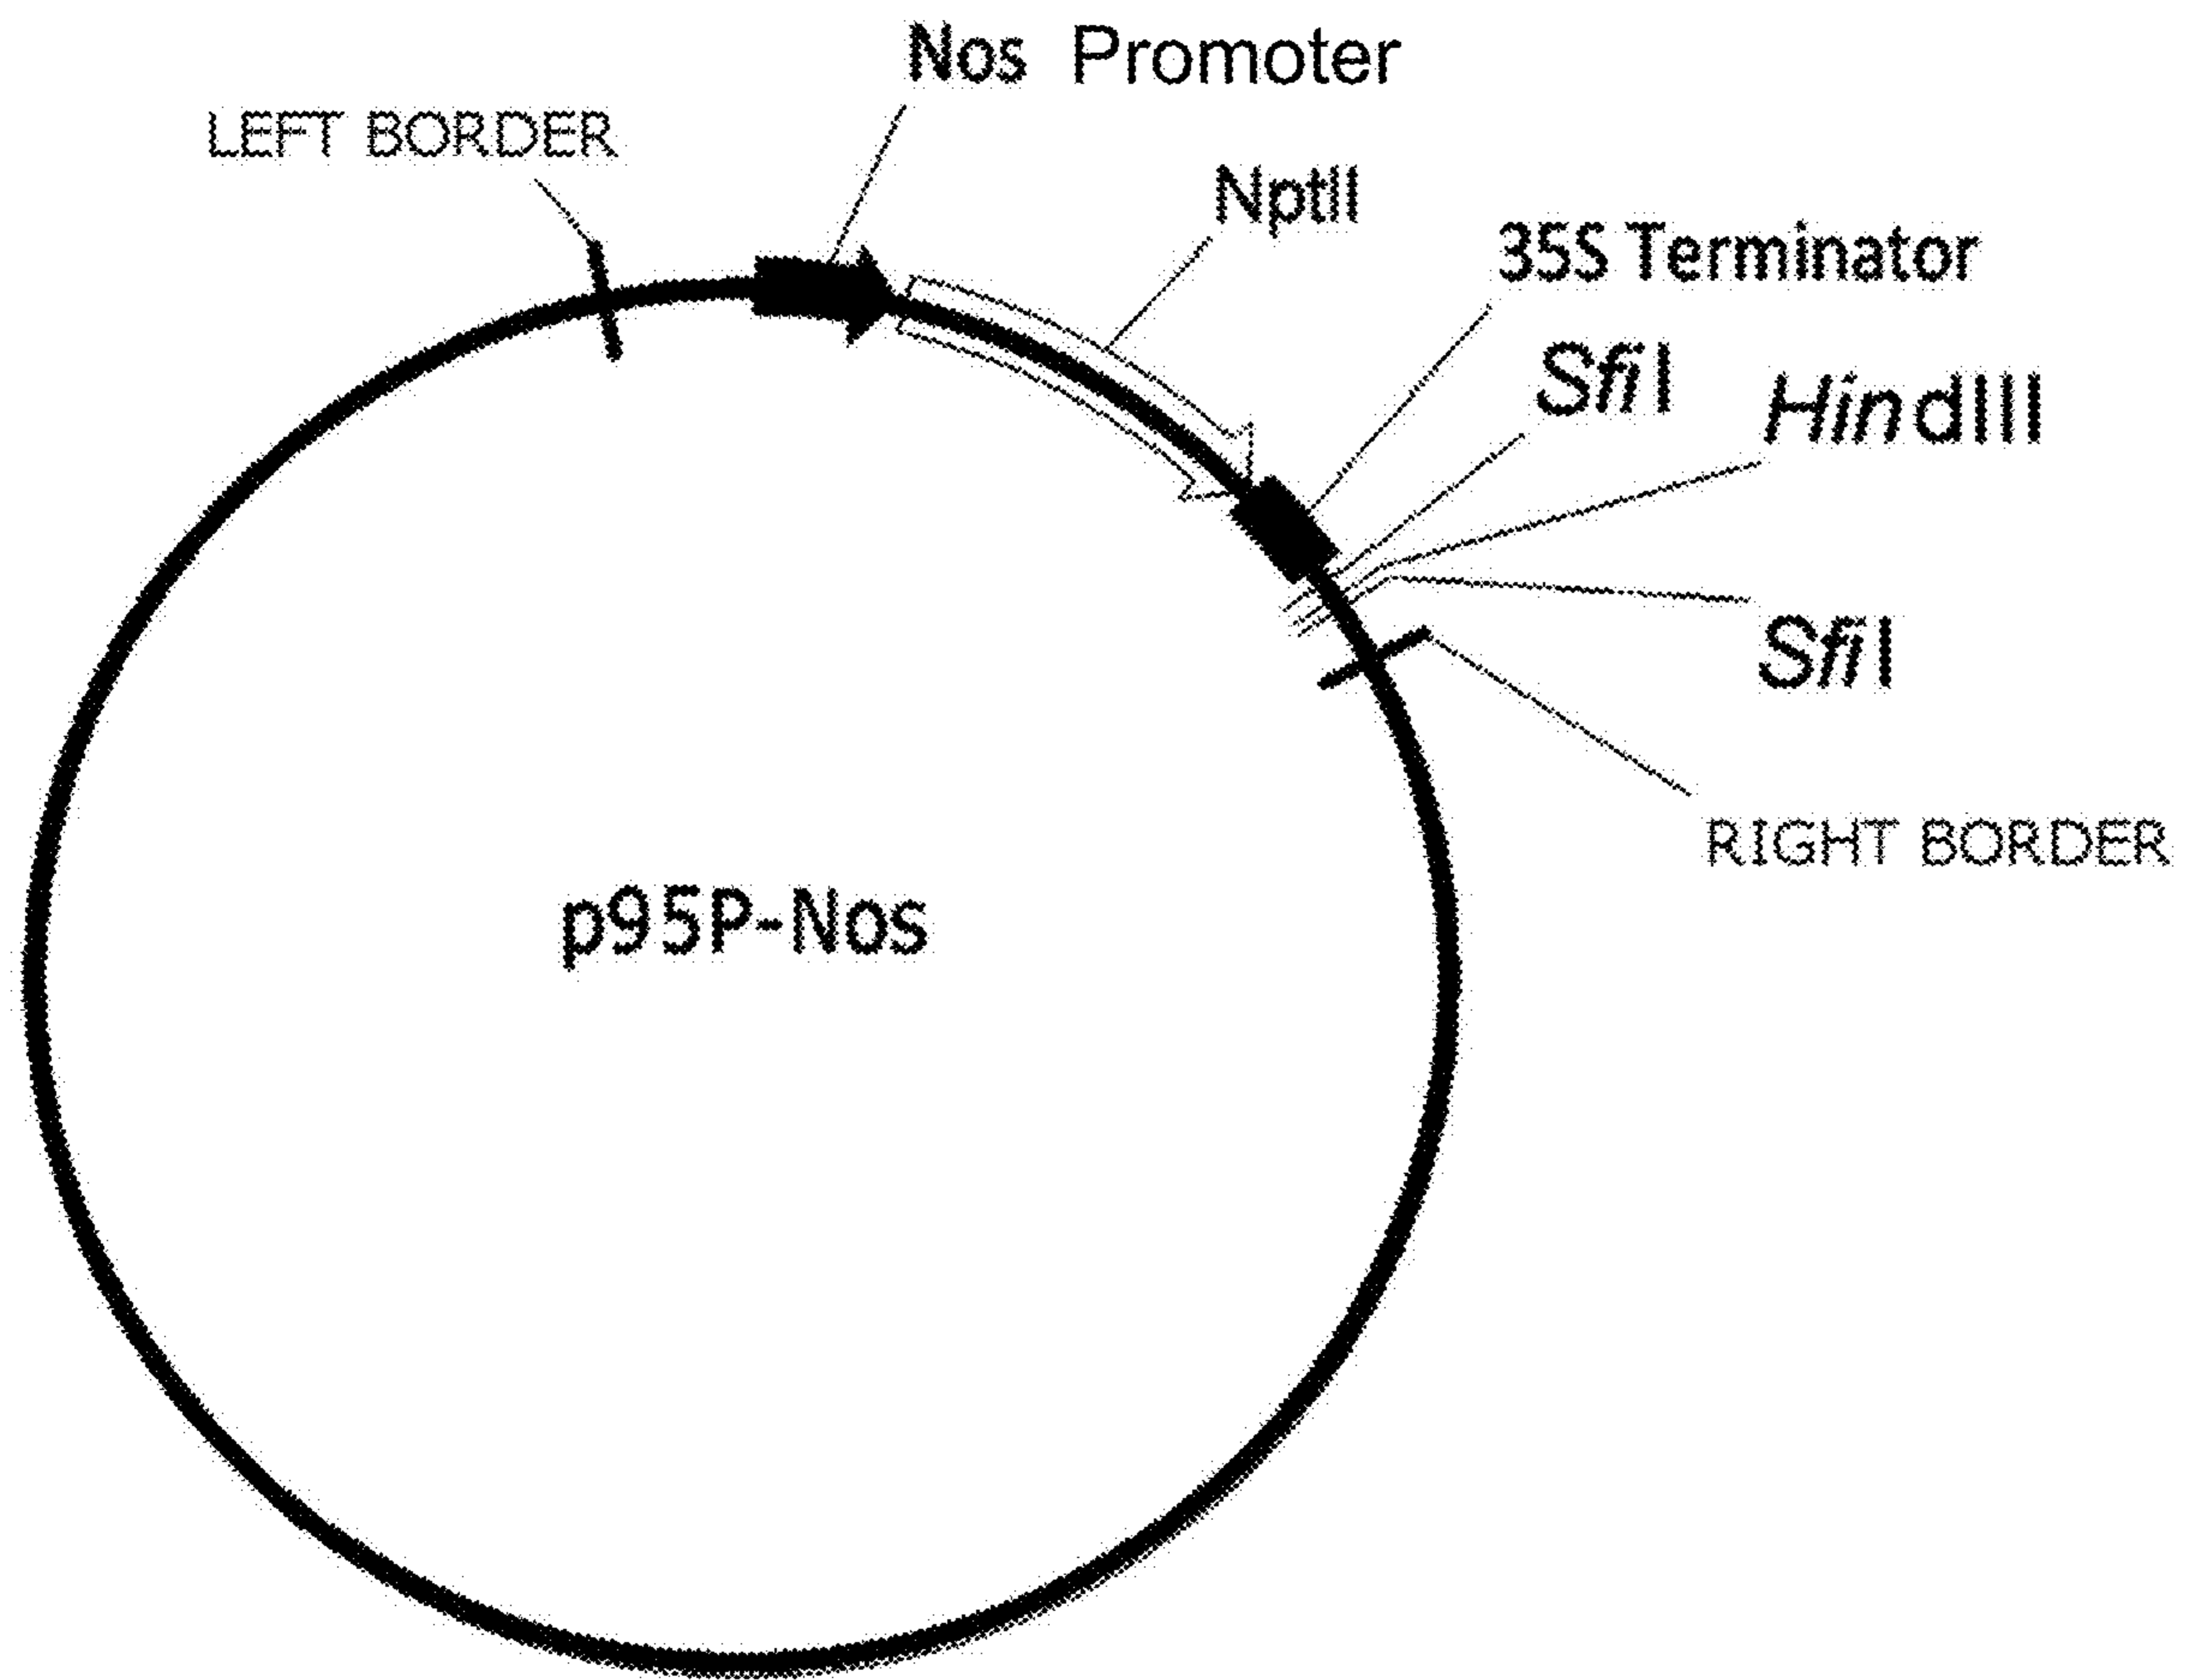 Nos Promoter
LEFT BORDER
NptII
35S Terminator
SfiI
HindIII
SfiI
RIGHT BORDER
p95P-Nos